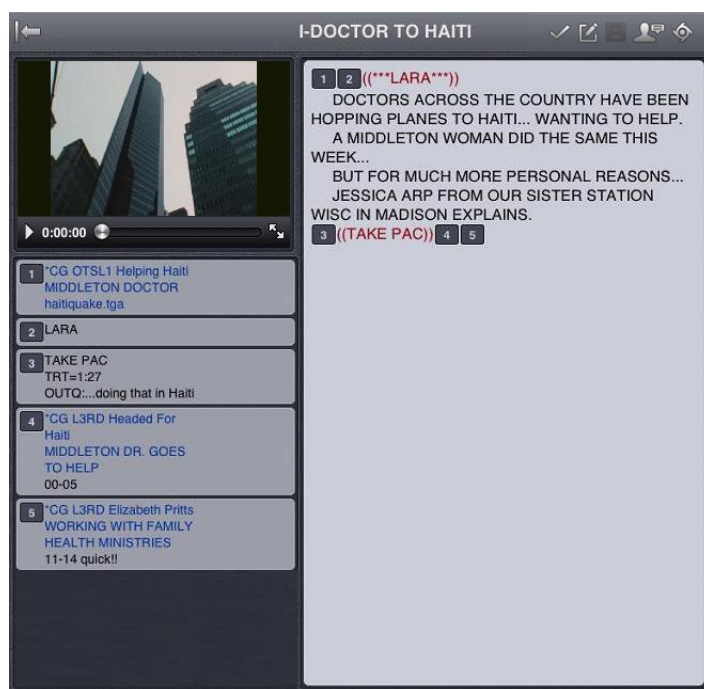 I-DOCTOR TO HAITI
0:00:00
1 *CG OTSL1 Helping Haiti
MIDDLETON DOCTOR
haitiquake.tga
2 LARA
3 TAKE PAC
TRT=1:27
OUTQ:...doing that in Haiti
4 *CG L3RD Headed For
Haiti
MIDDLETON DR. GOES
TO HELP
00-05
5 *CG L3RD Elizabeth Pritts
WORKING WITH FAMILY
HEALTH MINISTRIES
11-14 quick!!
1 2 ((***LARA***))
DOCTORS ACROSS THE COUNTRY HAVE BEEN
HOPPING PLANES TO HAITI... WANTING TO HELP.
A MIDDLETON WOMAN DID THE SAME THIS
WEEK...
BUT FOR MUCH MORE PERSONAL REASONS...
JESSICA ARP FROM OUR SISTER STATION
WISC IN MADISON EXPLAINS.
3 ((TAKE PAC)) 4 5